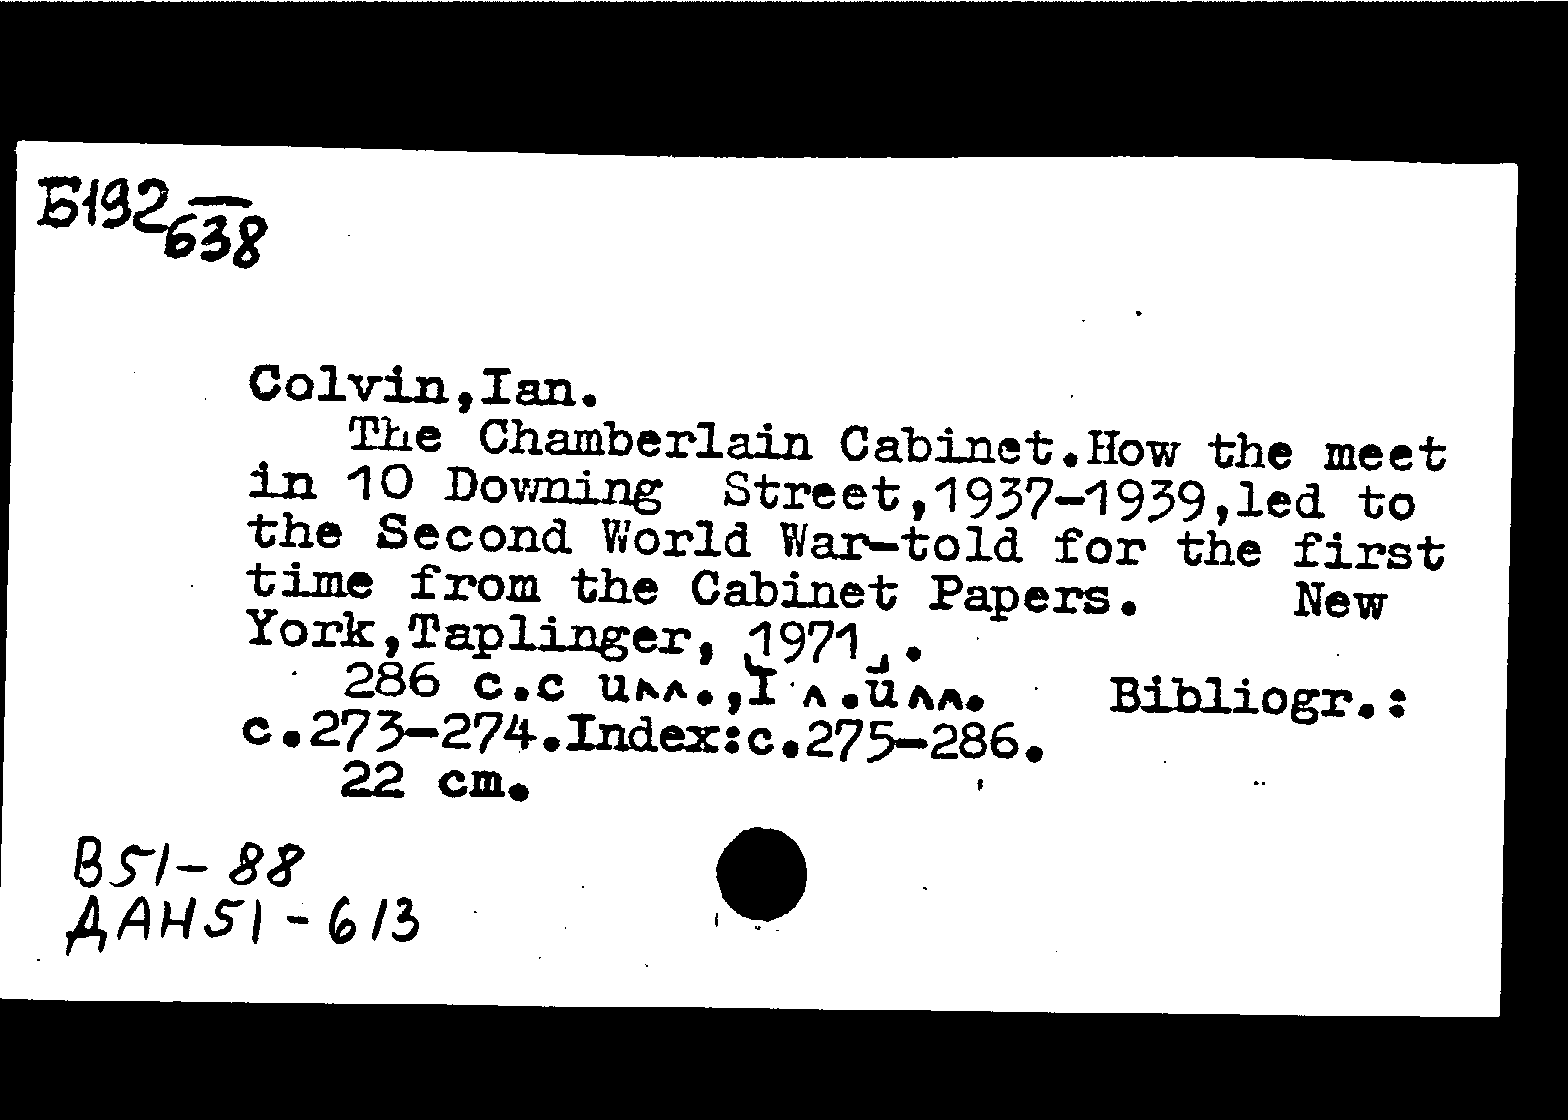 Б192
638
Colvin,Ian.
The Chamberlain Cabinet.How the meet
in 10 Downing Street,1937-1939,led to
the Second World War-told for the first
time from the Cabinet Papers. New
York,Taplinger, [1971].
286 c.c илл.,I л.илл. Bibliogr.:
c.273-274.Index:c.275-286.
22 cm.
B51-88
ДАН51-613